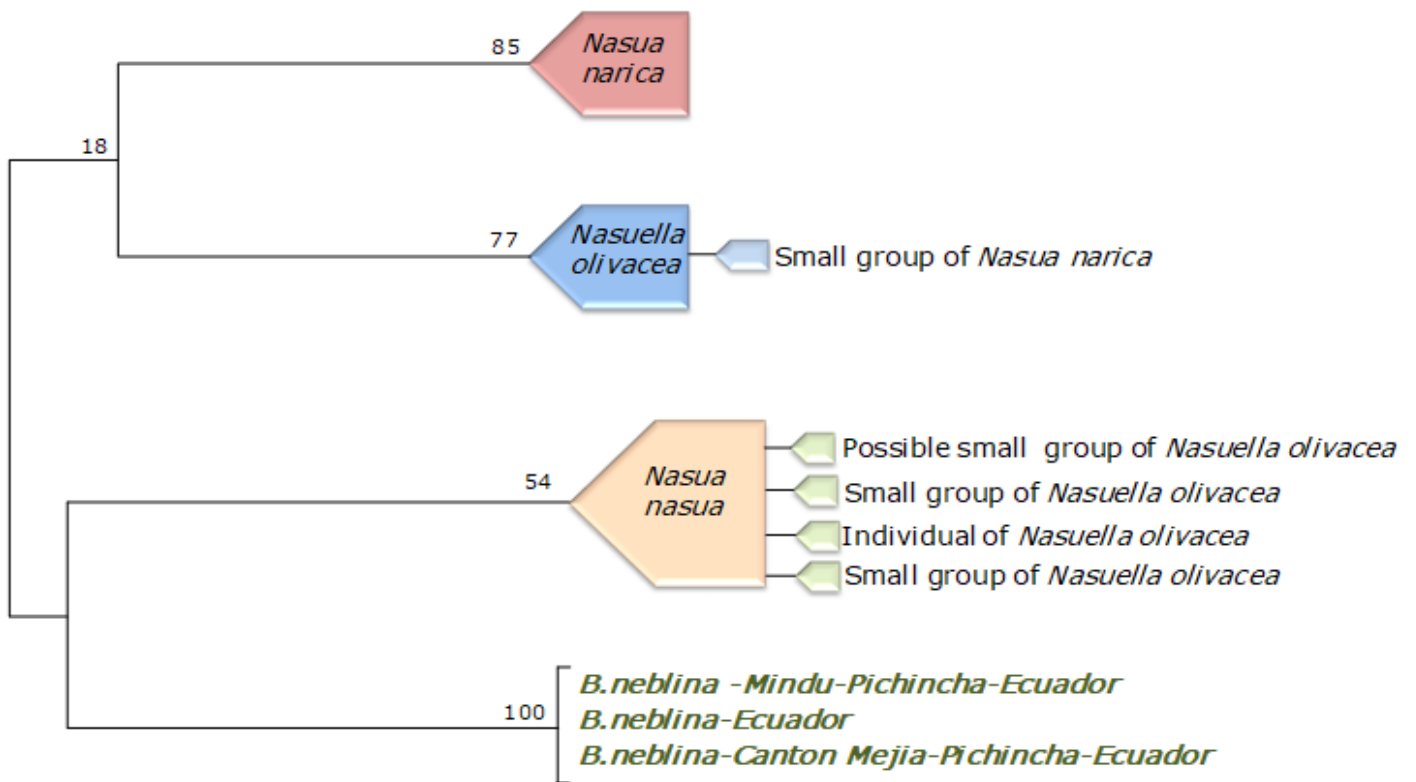 85
Nasua
narica
18
77
Nasuella
olivacea
Small group of Nasua narica
54
Nasua
nasua
Possible small group of Nasuella olivacea
Small group of Nasuella olivacea
Individual of Nasuella olivacea
Small group of Nasuella olivacea
100
B.neblina -Mindu-Pichincha-Ecuador
B.neblina-Ecuador
B.neblina-Canton Mejia-Pichincha-Ecuador